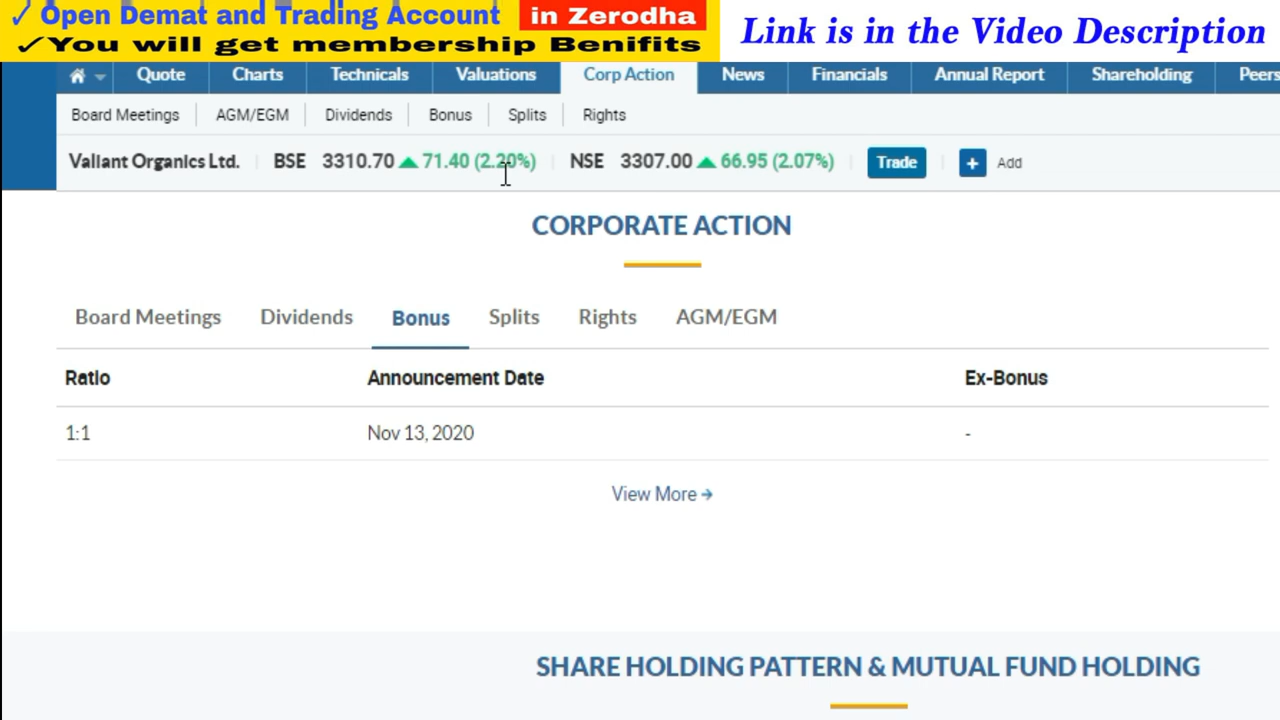 ✓ Open Demat and Trading Account in Zerodha
✓You will get membership Benifits
Link is in the Video Description
Quote Charts Technicals Valuations Corp Action News Financials Annual Report Shareholding Peers
Board Meetings AGM/EGM Dividends Bonus Splits Rights
Valiant Organics Ltd. BSE 3310.70 ▲ 71.40 (2.20%) NSE 3307.00 ▲ 66.95 (2.07%) Trade + Add
CORPORATE ACTION
Board Meetings Dividends Bonus Splits Rights AGM/EGM
Ratio Announcement Date Ex-Bonus
1:1 Nov 13, 2020 -
View More →
SHARE HOLDING PATTERN & MUTUAL FUND HOLDING